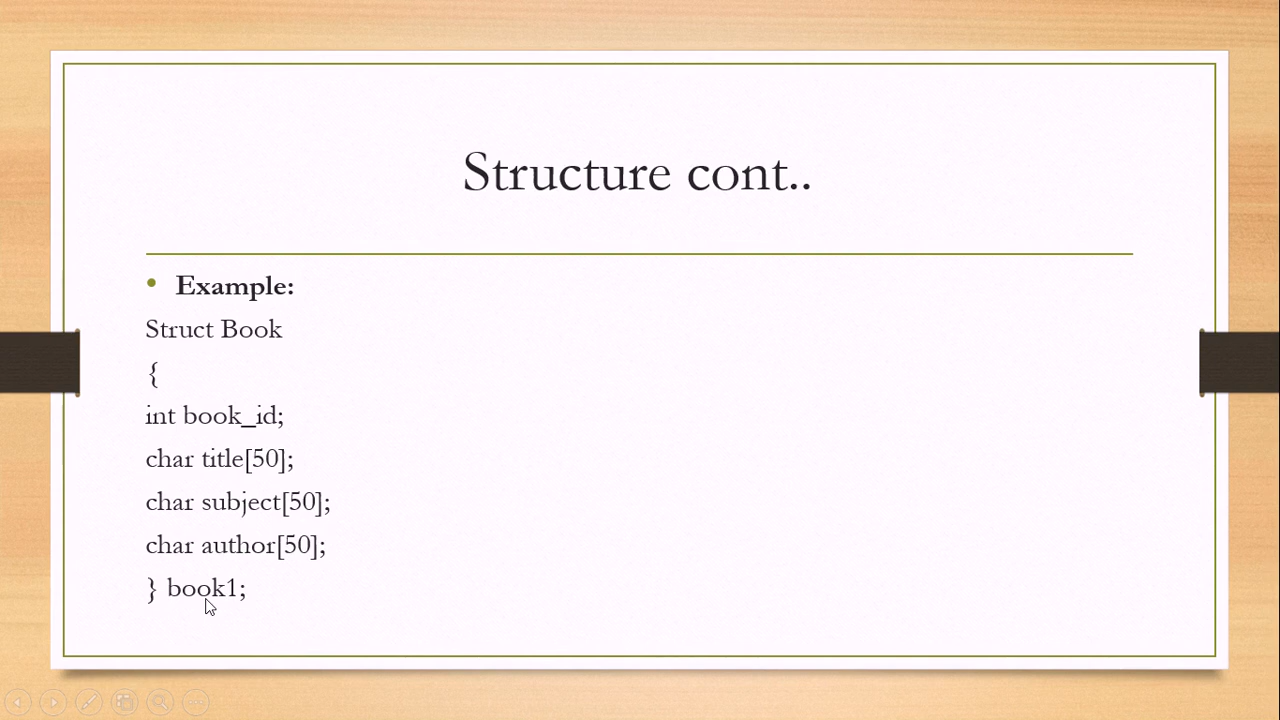 Structure cont..
Example:
Struct Book
{
int book_id;
char title[50];
char subject[50];
char author[50];
} book1;